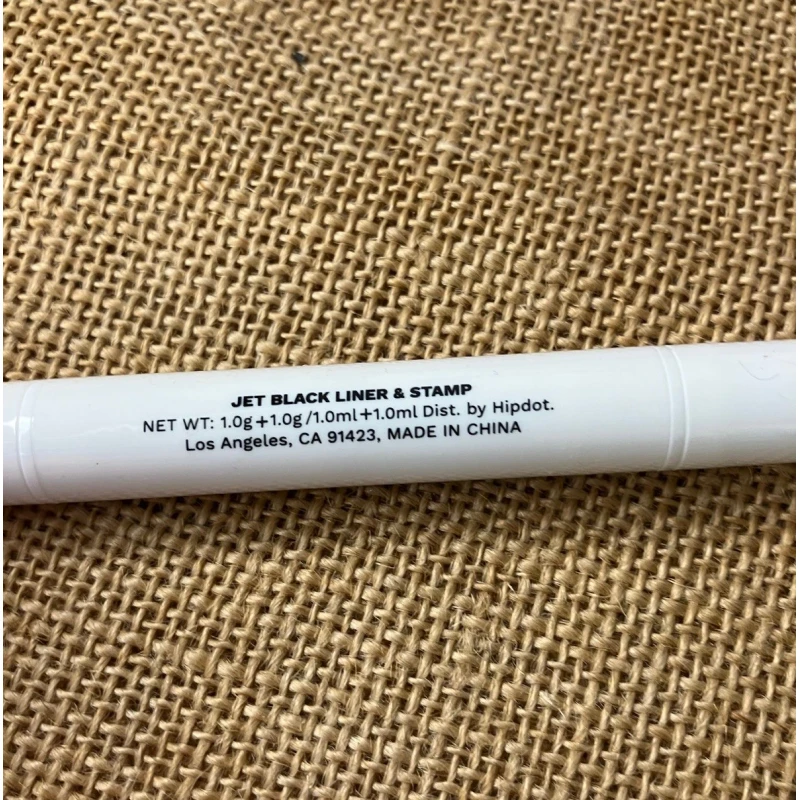 JET BLACK LINER & STAMP
NET WT: 1.0g+1.0g/1.0ml+1.0ml Dist. by Hipdot.
Los Angeles, CA 91423, MADE IN CHINA